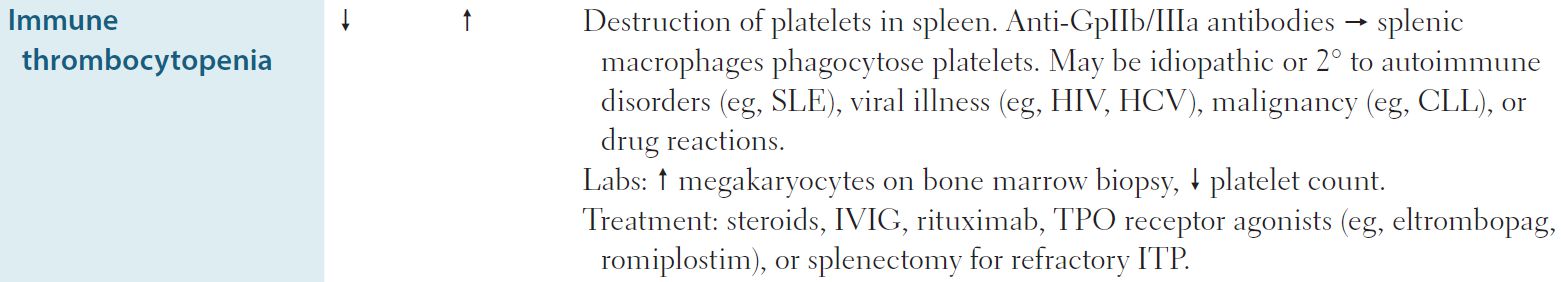 Immune ↓ ↑ Destruction of platelets in spleen. Anti-GpIIb/IIIa antibodies → splenic
thrombocytopenia macrophages phagocytose platelets. May be idiopathic or 2° to autoimmune
disorders (eg, SLE), viral illness (eg, HIV, HCV), malignancy (eg, CLL), or
drug reactions.
Labs: ↑ megakaryocytes on bone marrow biopsy, ↓ platelet count.
Treatment: steroids, IVIG, rituximab, TPO receptor agonists (eg, eltrombopag,
romiplostim), or splenectomy for refractory ITP.